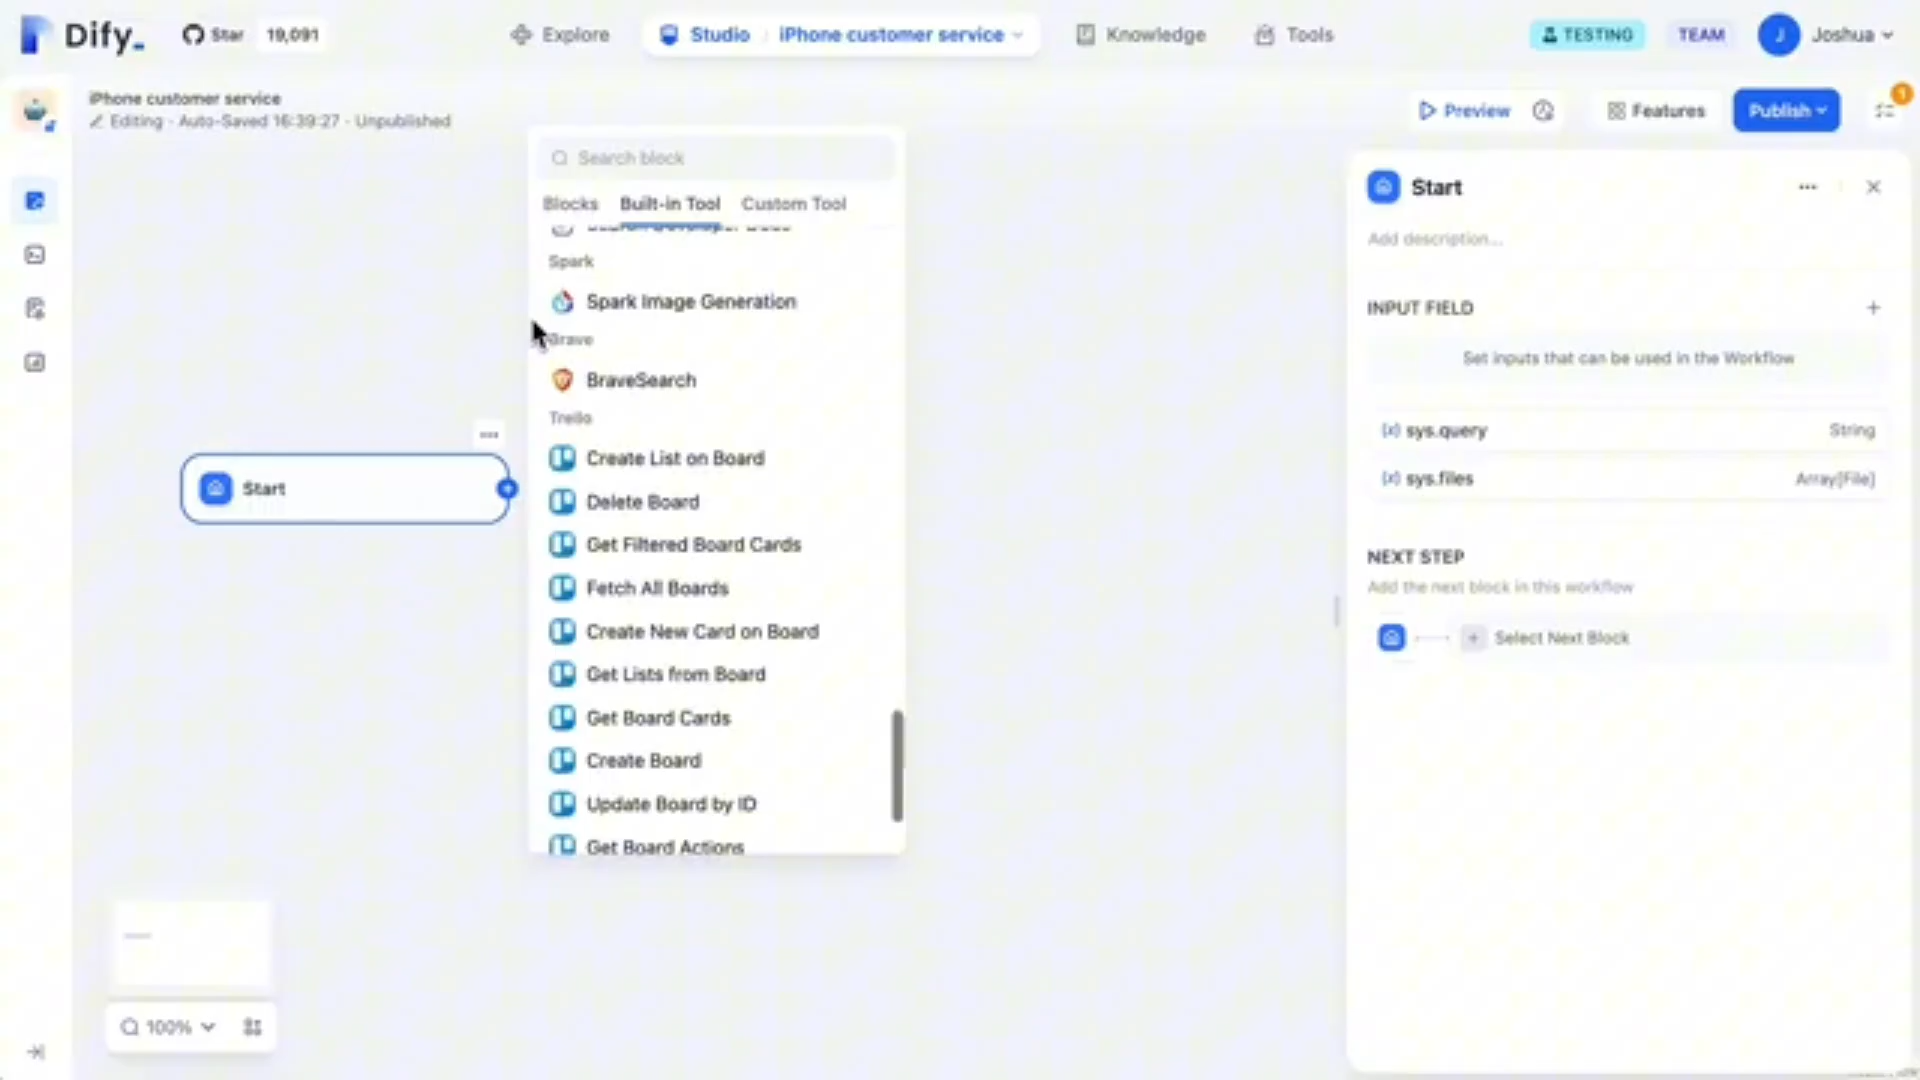 Dify_
Star 19,091
Explore
Studio / iPhone customer service
Knowledge
Tools
TESTING
TEAM
J Joshua
iPhone customer service
Editing · Auto-Saved 16:39:27 · Unpublished
Preview
Features
Publish
1
Search block
Blocks Built-in Tool Custom Tool
Spark
Spark Image Generation
Brave
BraveSearch
Trello
Create List on Board
Delete Board
Get Filtered Board Cards
Fetch All Boards
Create New Card on Board
Get Lists from Board
Get Board Cards
Create Board
Update Board by ID
Get Board Actions
Start
100%
Start
Add description...
INPUT FIELD
Set inputs that can be used in the Workflow
{x} sys.query String
{x} sys.files Array[File]
NEXT STEP
Add the next block in this workflow
Select Next Block